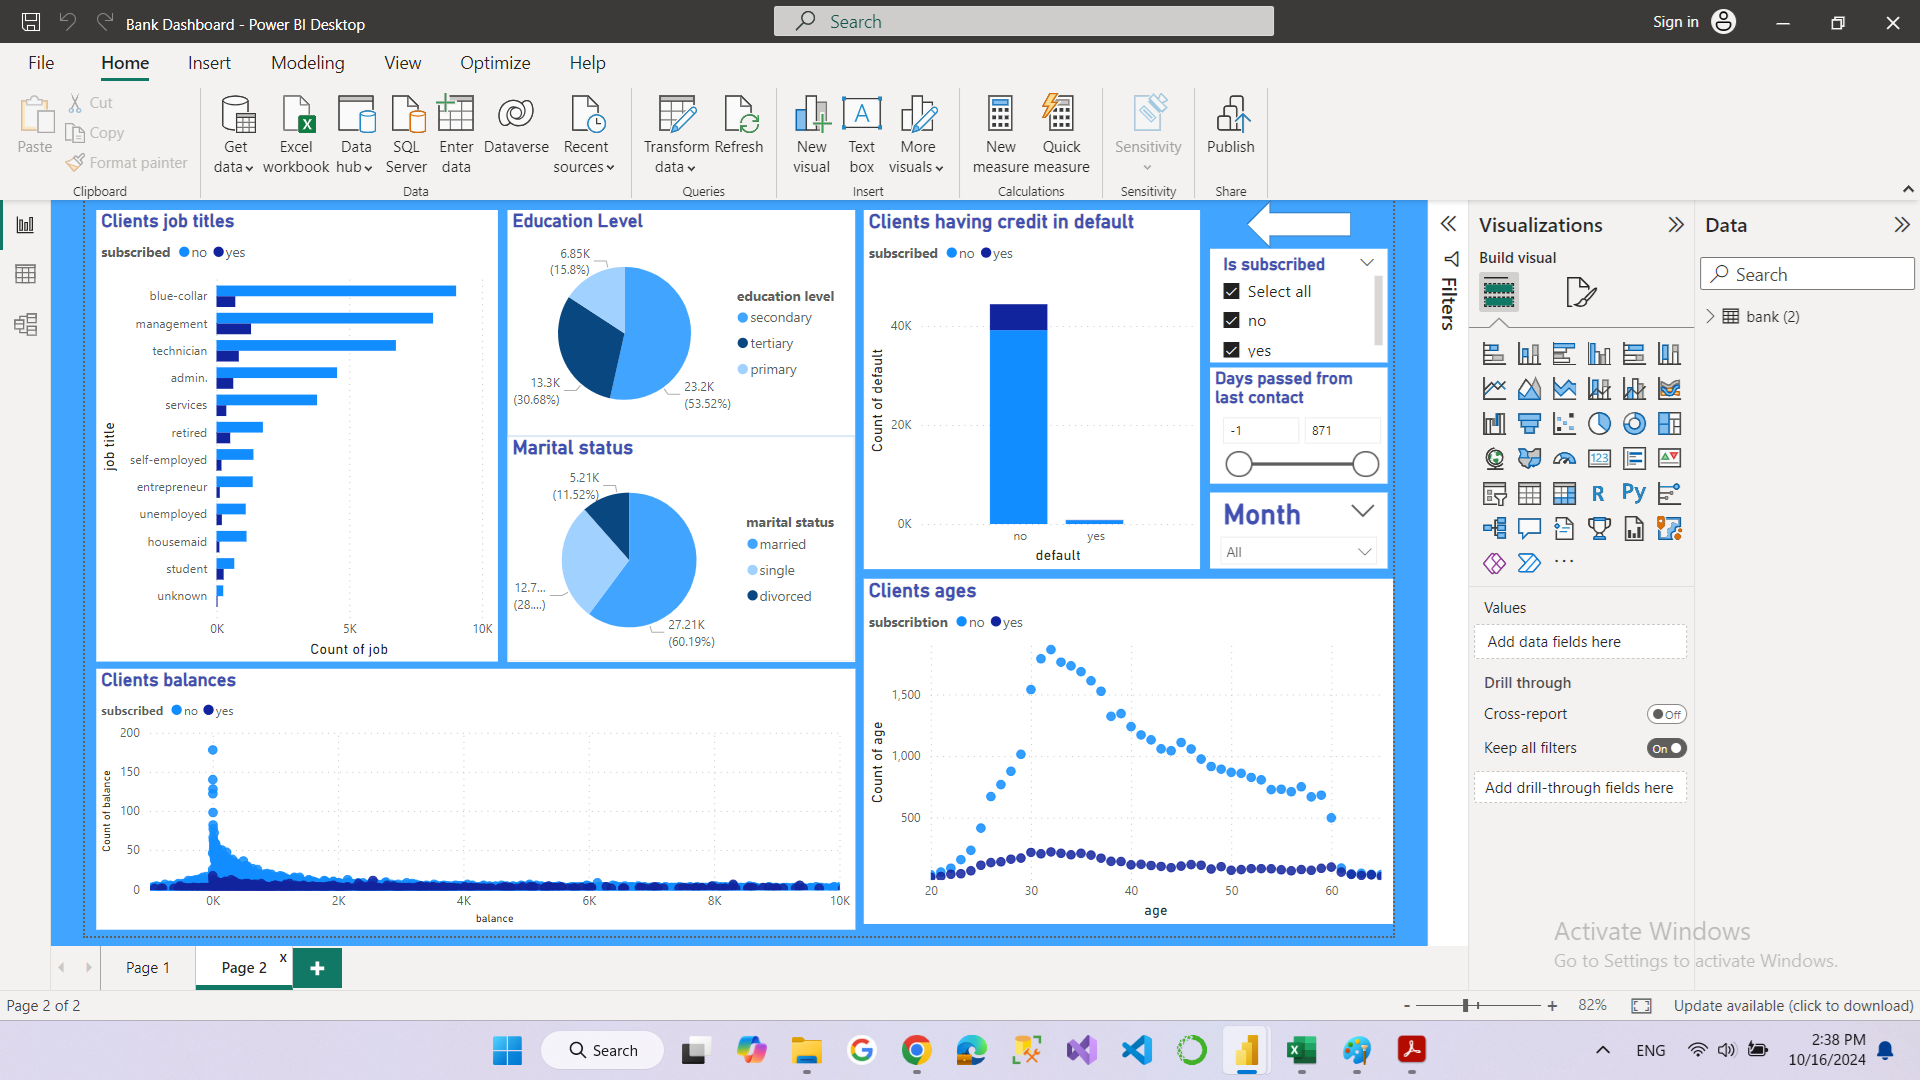 Bank Dashboard - Power BI Desktop
Search
Sign in
File Home Insert Modeling View Optimize Help
Paste
Cut
Copy
Format painter
Clipboard
Get data
Excel workbook
Data hub
SQL Server
Enter data
Dataverse
Recent sources
Data
Transform data
Refresh
Queries
New visual
Text box
More visuals
Insert
New measure
Quick measure
Calculations
Sensitivity
Sensitivity
Publish
Share
Clients job titles
subscribed no yes
job title
blue-collar
management
technician
admin.
services
retired
self-employed
entrepreneur
unemployed
housemaid
student
unknown
0K 5K 10K
Count of job
Education Level
6.85K
(15.8%)
13.3K
(30.68%)
23.2K
(53.52%)
education level
secondary
tertiary
primary
Marital status
5.21K
(11.52%)
12.7...
(28....)
27.21K
(60.19%)
marital status
married
single
divorced
Clients having credit in default
subscribed no yes
Count of default
40K
20K
0K
no yes
default
Is subscribed
Select all
no
yes
Days passed from
last contact
-1 871
Month
All
Clients balances
subscribed no yes
Count of balance
200
150
100
50
0
0K 2K 4K 6K 8K 10K
balance
Clients ages
subscribtion no yes
Count of age
1,500
1,000
500
20 30 40 50 60
age
Filters
Visualizations
Build visual
123
R
Py
...
Values
Add data fields here
Drill through
Cross-report Off
Keep all filters On
Add drill-through fields here
Data
Search
bank (2)
Activate Windows
Go to Settings to activate Windows.
Page 1
Page 2 x
+
Page 2 of 2
- + 82%
Update available (click to download)
Search
ENG
2:38 PM
10/16/2024